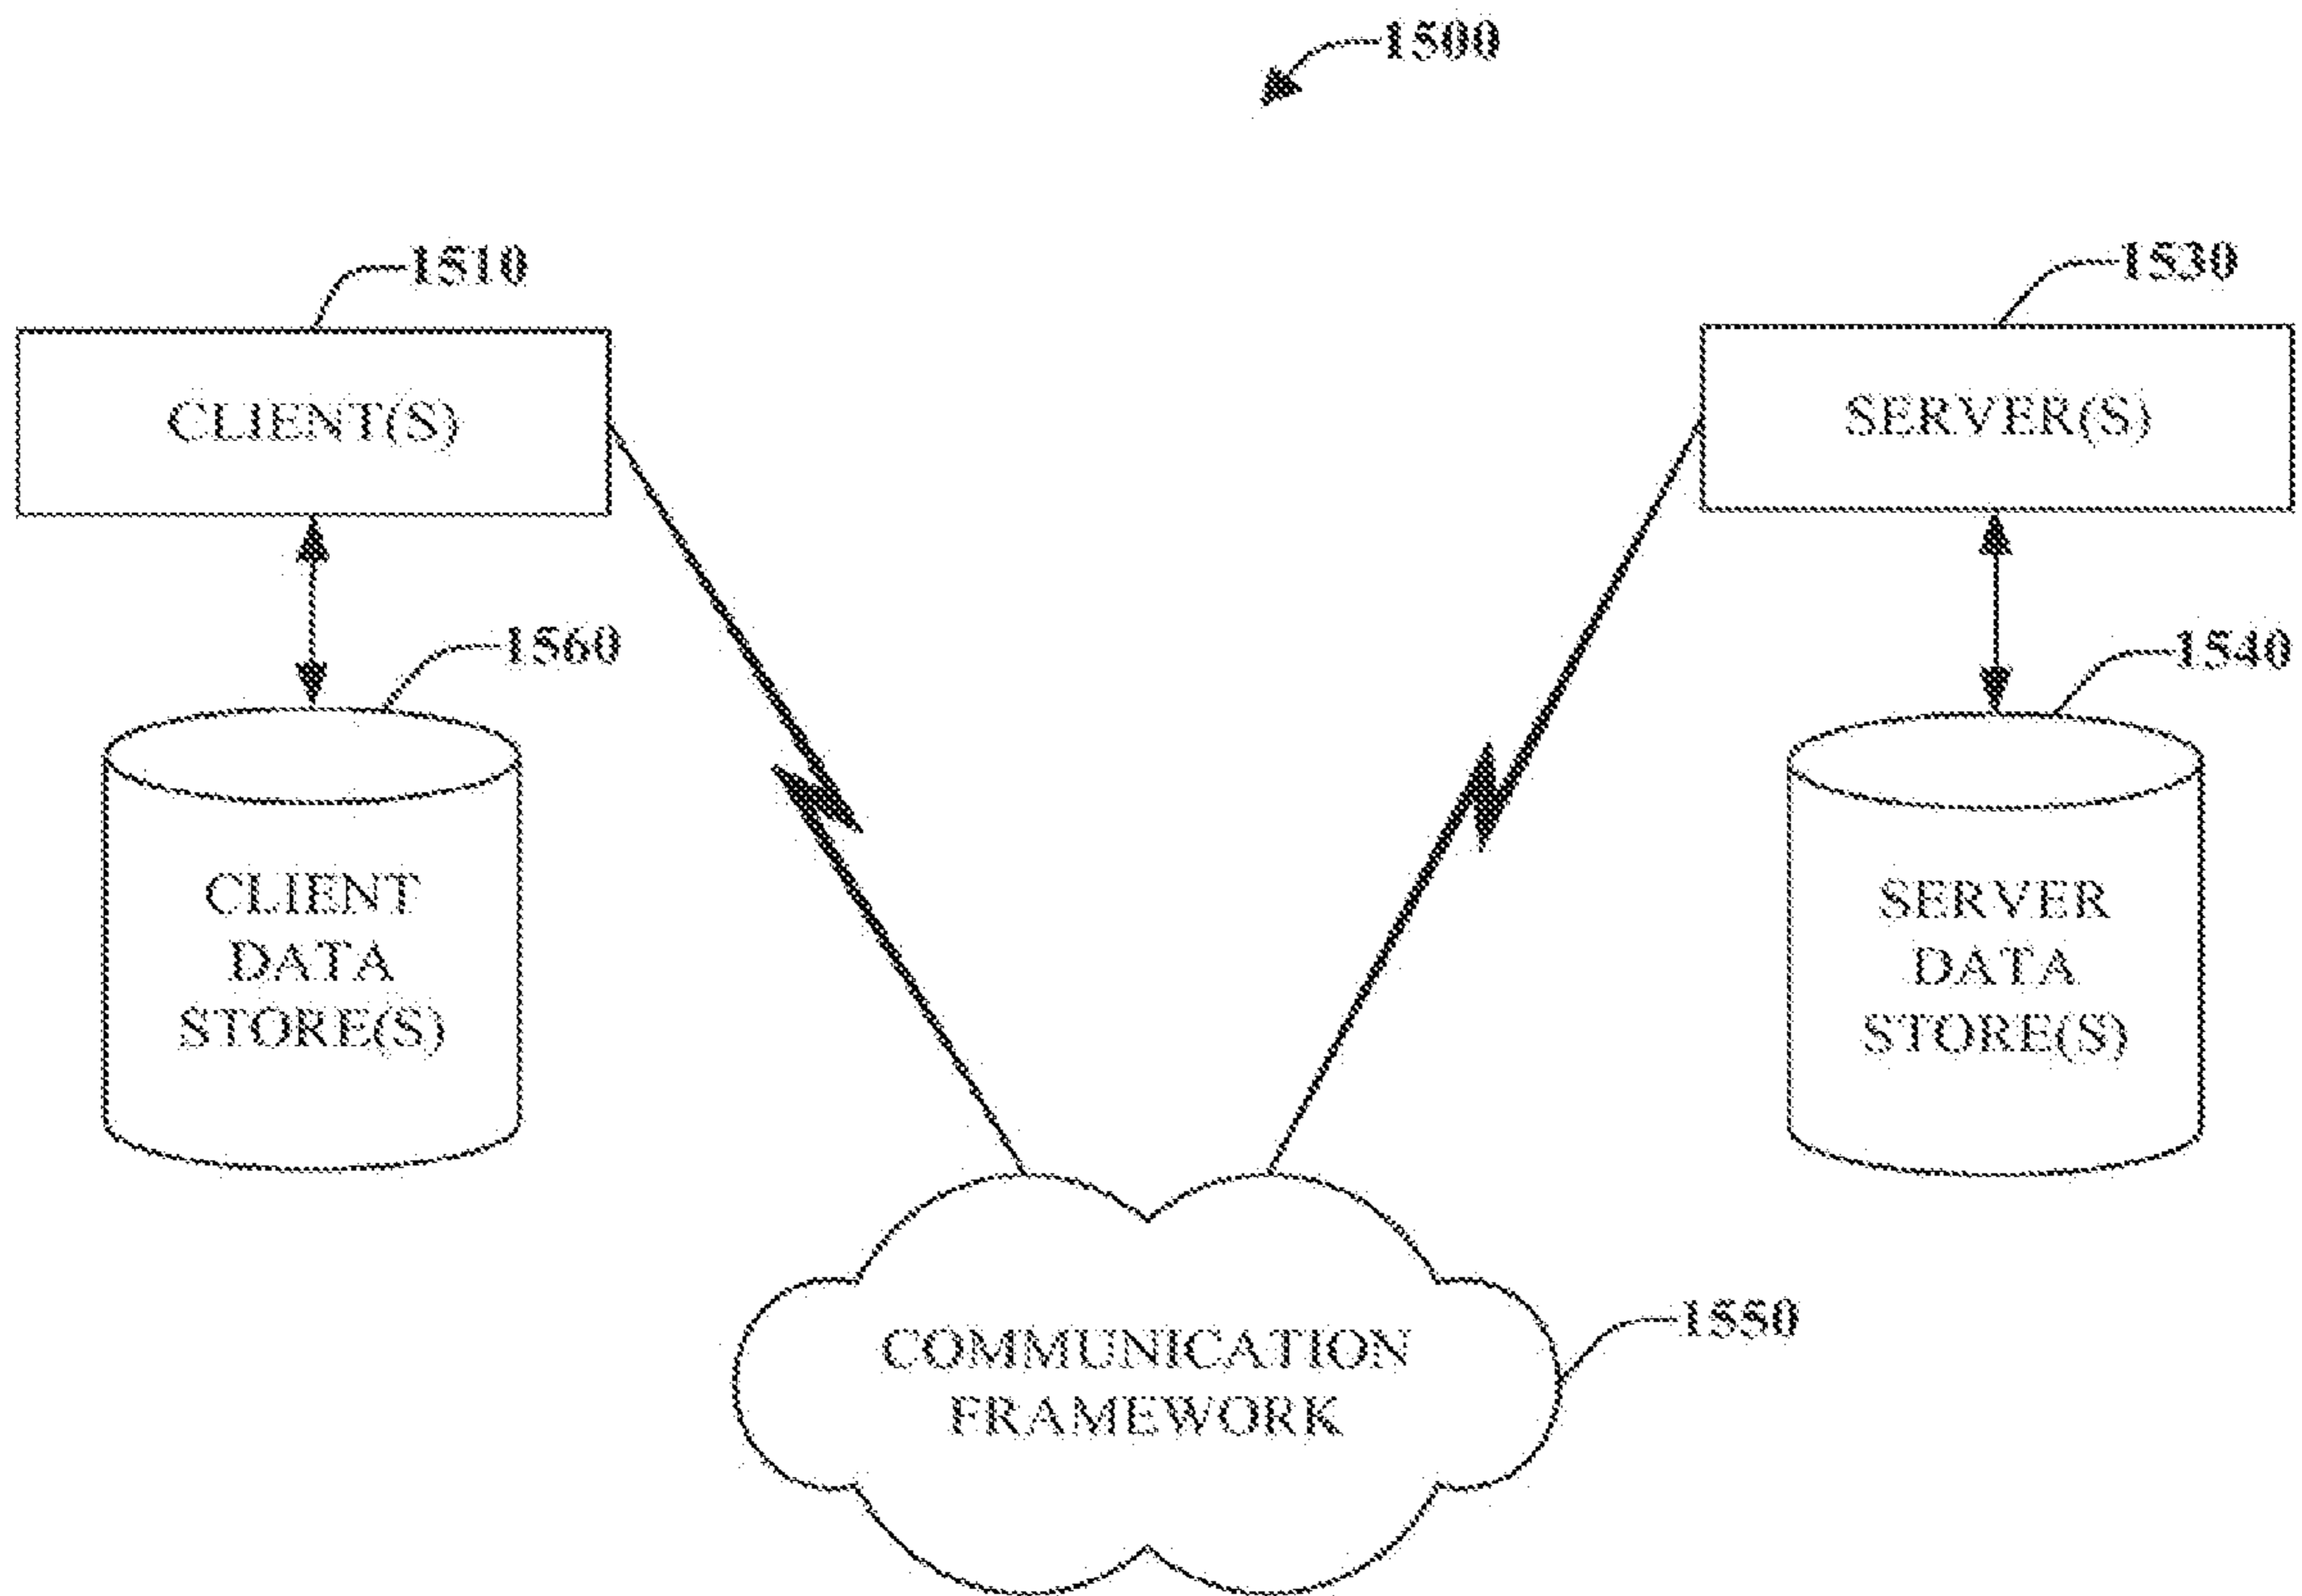 1500
1510
1530
CLIENT(S)
SERVER(S)
1560
1540
CLIENT
DATA
STORE(S)
SERVER
DATA
STORE(S)
1550
COMMUNICATION
FRAMEWORK